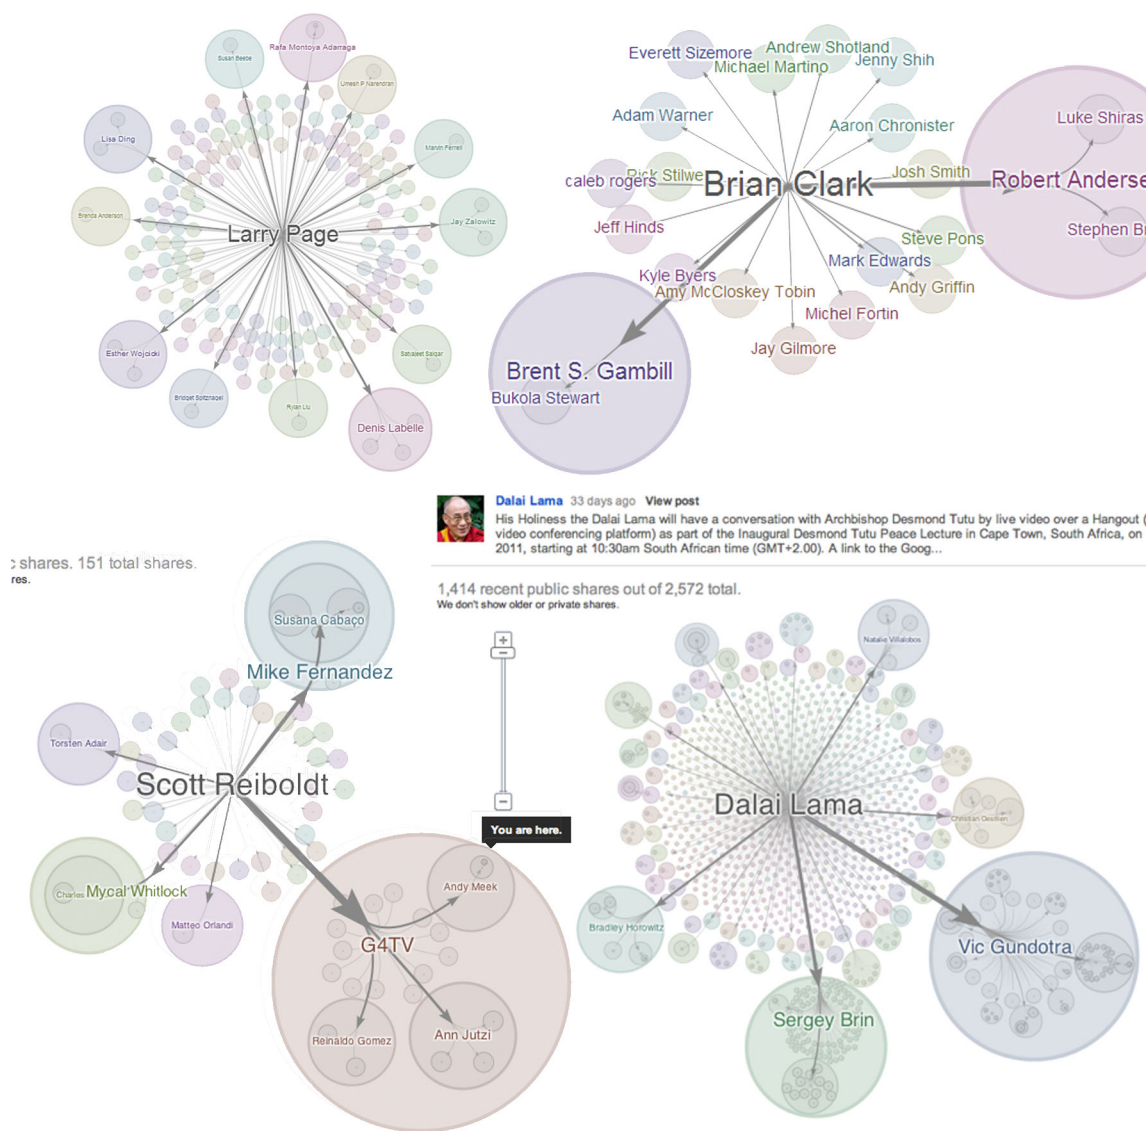 Susan Beebe
Rafa Montoya Adarraga
Umesh P Narendran
Lisa Ding
Marvin Ferrell
Brenda Anderson
Jay Zalowitz
Larry Page
Esther Wojcicki
Satiajeet Salgar
Bridget Spitznagel
Rylan Liu
Denis Labelle
Everett Sizemore
Andrew Shotland
Michael Martino
Jenny Shih
Adam Warner
Aaron Chronister
Luke Shiras
caleb rogers
Rick Stilwe
Brian Clark
Josh Smith
Robert Anderse
Jeff Hinds
Steve Pons
Stephen Br
Mark Edwards
Kyle Byers
Andy Griffin
Amy McCloskey Tobin
Michel Fortin
Jay Gilmore
Brent S. Gambill
Bukola Stewart
c shares. 151 total shares.
res.
Susana Cabaço
Mike Fernandez
Torsten Adair
Scott Reiboldt
Charles
Mycal Whitlock
Matteo Orlandi
Andy Meek
G4TV
Reinaldo Gomez
Ann Jutzi
You are here.
Dalai Lama 33 days ago View post
His Holiness the Dalai Lama will have a conversation with Archbishop Desmond Tutu by live video over a Hangout (
video conferencing platform) as part of the Inaugural Desmond Tutu Peace Lecture in Cape Town, South Africa, on
2011, starting at 10:30am South African time (GMT+2.00). A link to the Goog...
1,414 recent public shares out of 2,572 total.
We don't show older or private shares.
Natalie Villalobos
Dalai Lama
Christian Oestlien
Bradley Horowitz
Vic Gundotra
Sergey Brin